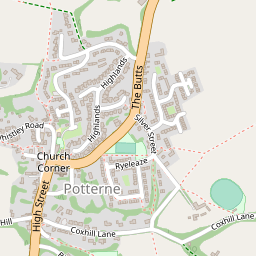 Highlands
The Butts
Highlands
Silver Street
Whistley Road
Church
Corner
Ryeleaze
Potterne
High Street
Hill
Coxhill Lane
Coxhill Lane